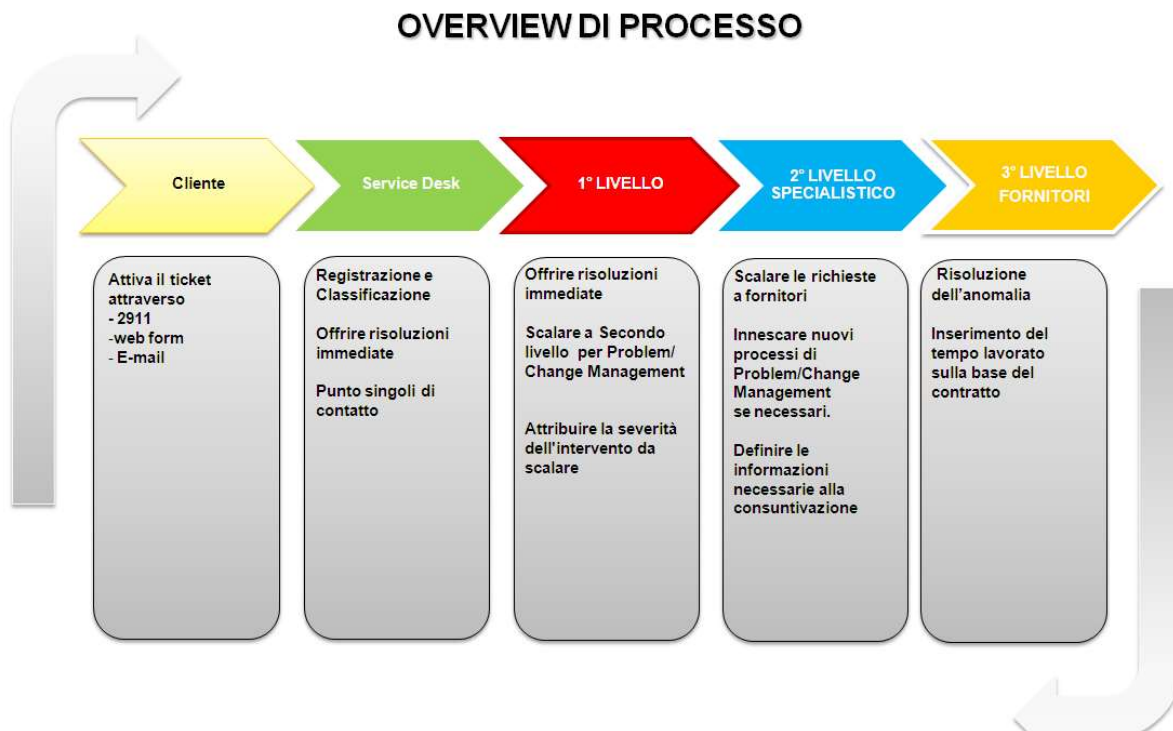 OVERVIEW DI PROCESSO
Cliente
Service Desk
1° LIVELLO
2° LIVELLO
SPECIALISTICO
3° LIVELLO
FORNITORI
Attiva il ticket
attraverso
- 2911
-web form
- E-mail
Registrazione e
Classificazione
Offrire risoluzioni
immediate
Punto singoli di
contatto
Offrire risoluzioni
immediate
Scalare a Secondo
livello per Problem/
Change Management
Attribuire la severità
dell'intervento da
scalare
Scalare le richieste
a fornitori
Innescare nuovi
processi di
Problem/Change
Management
se necessari.
Definire le
informazioni
necessarie alla
consuntivazione
Risoluzione
dell'anomalia
Inserimento del
tempo lavorato
sulla base del
contratto